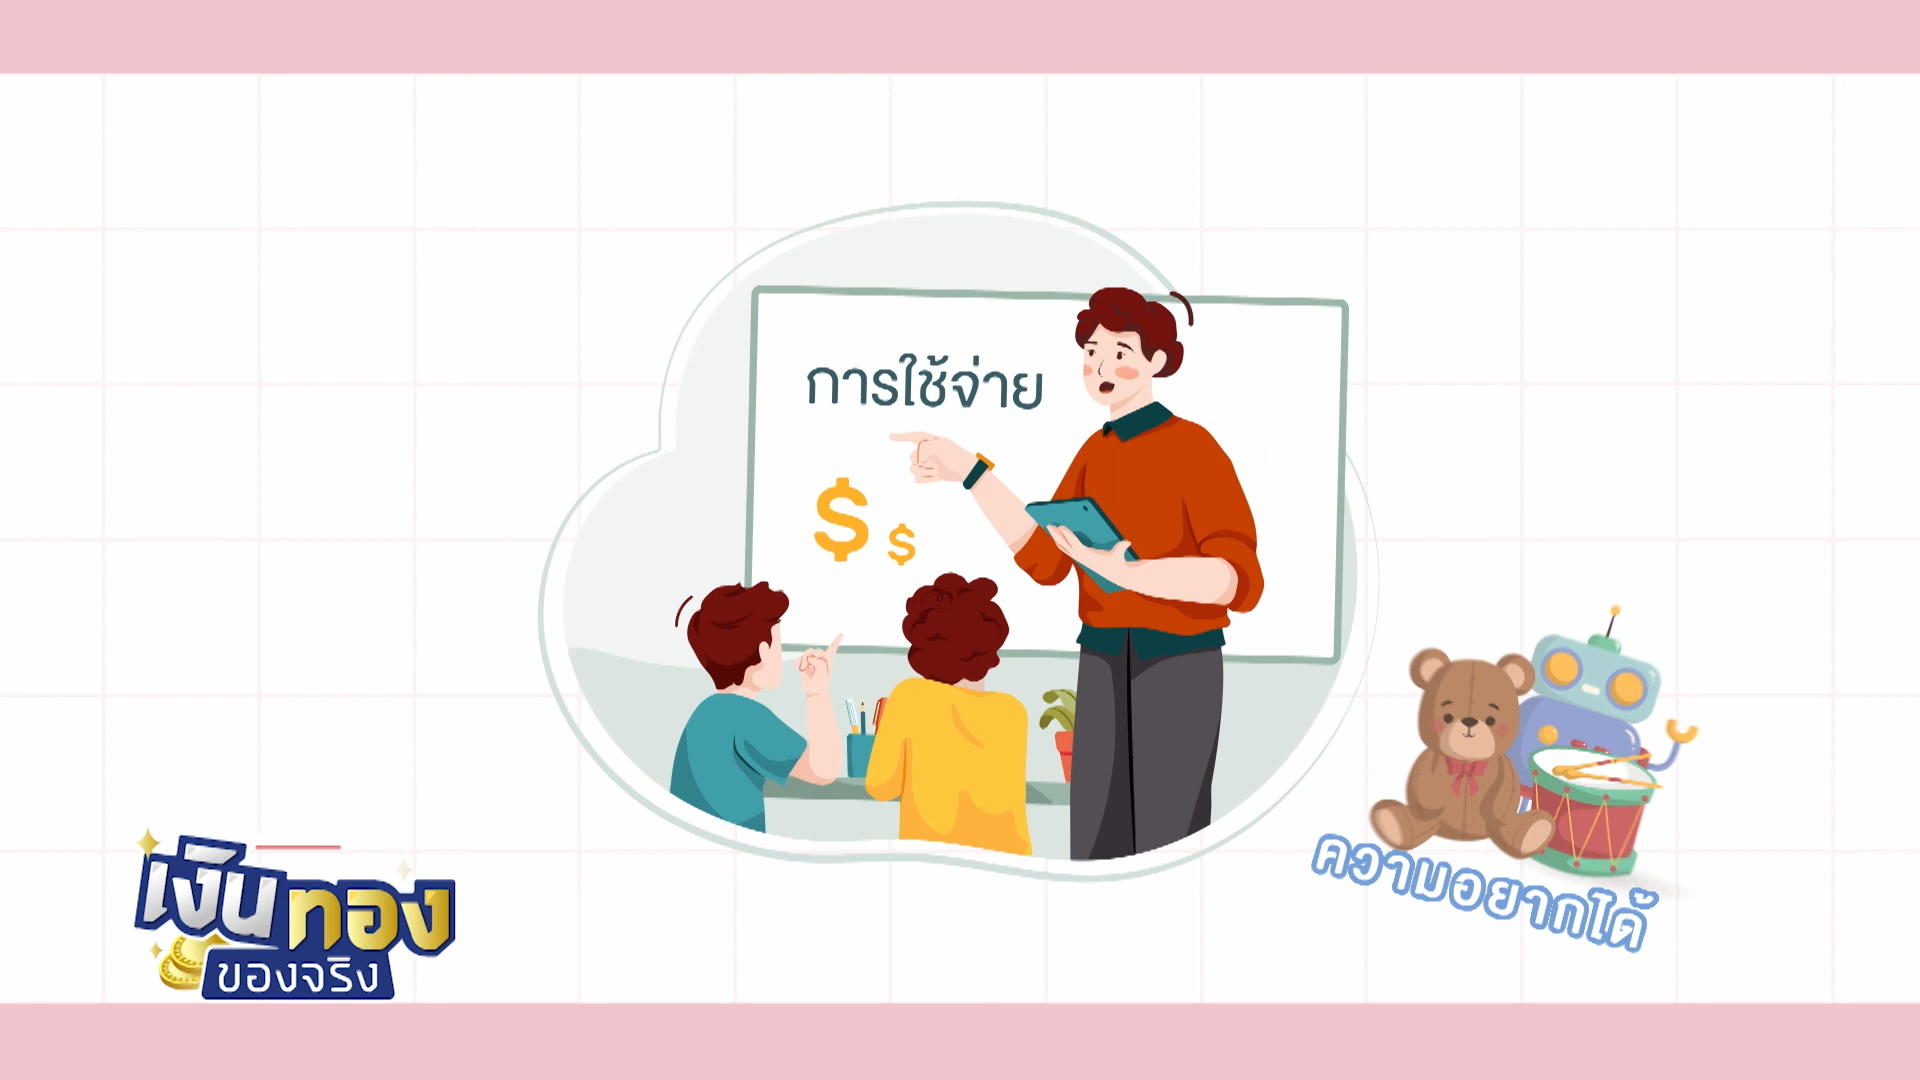 การใช้จ่าย
$ $
ความอยากได้
เงินทอง
ของจริง